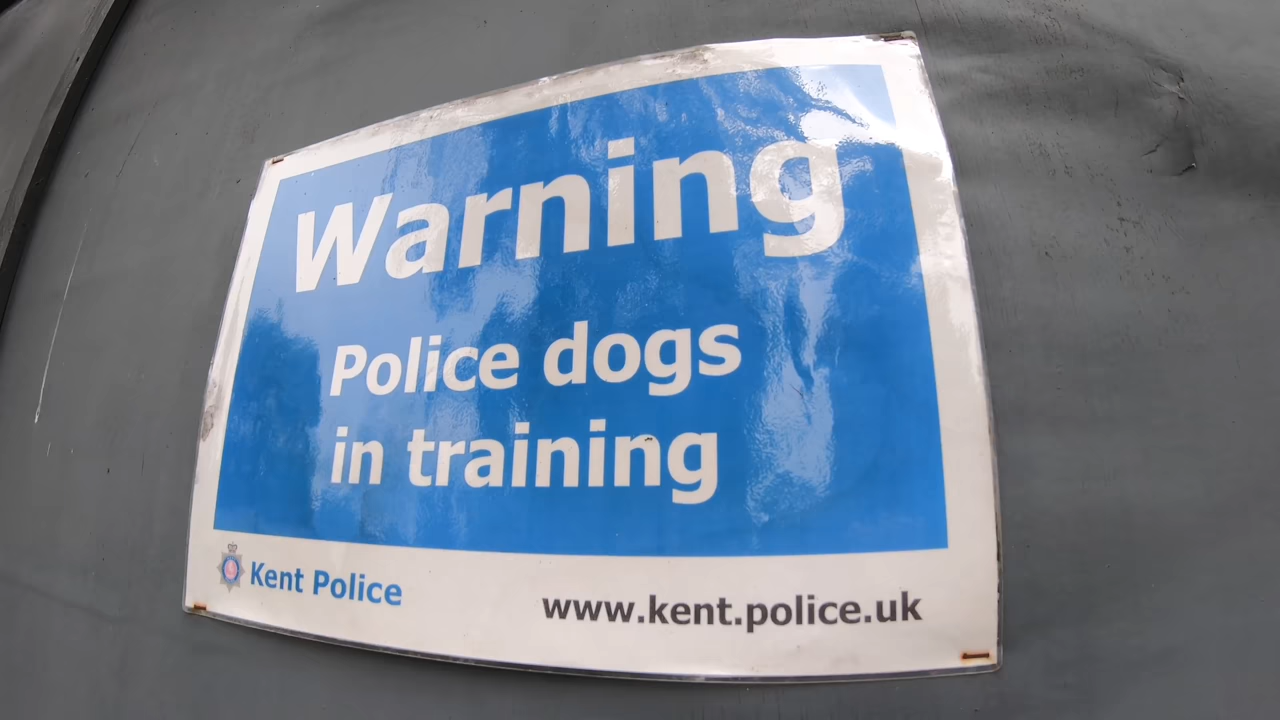 Warning
Police dogs
in training
Kent Police
www.kent.police.uk